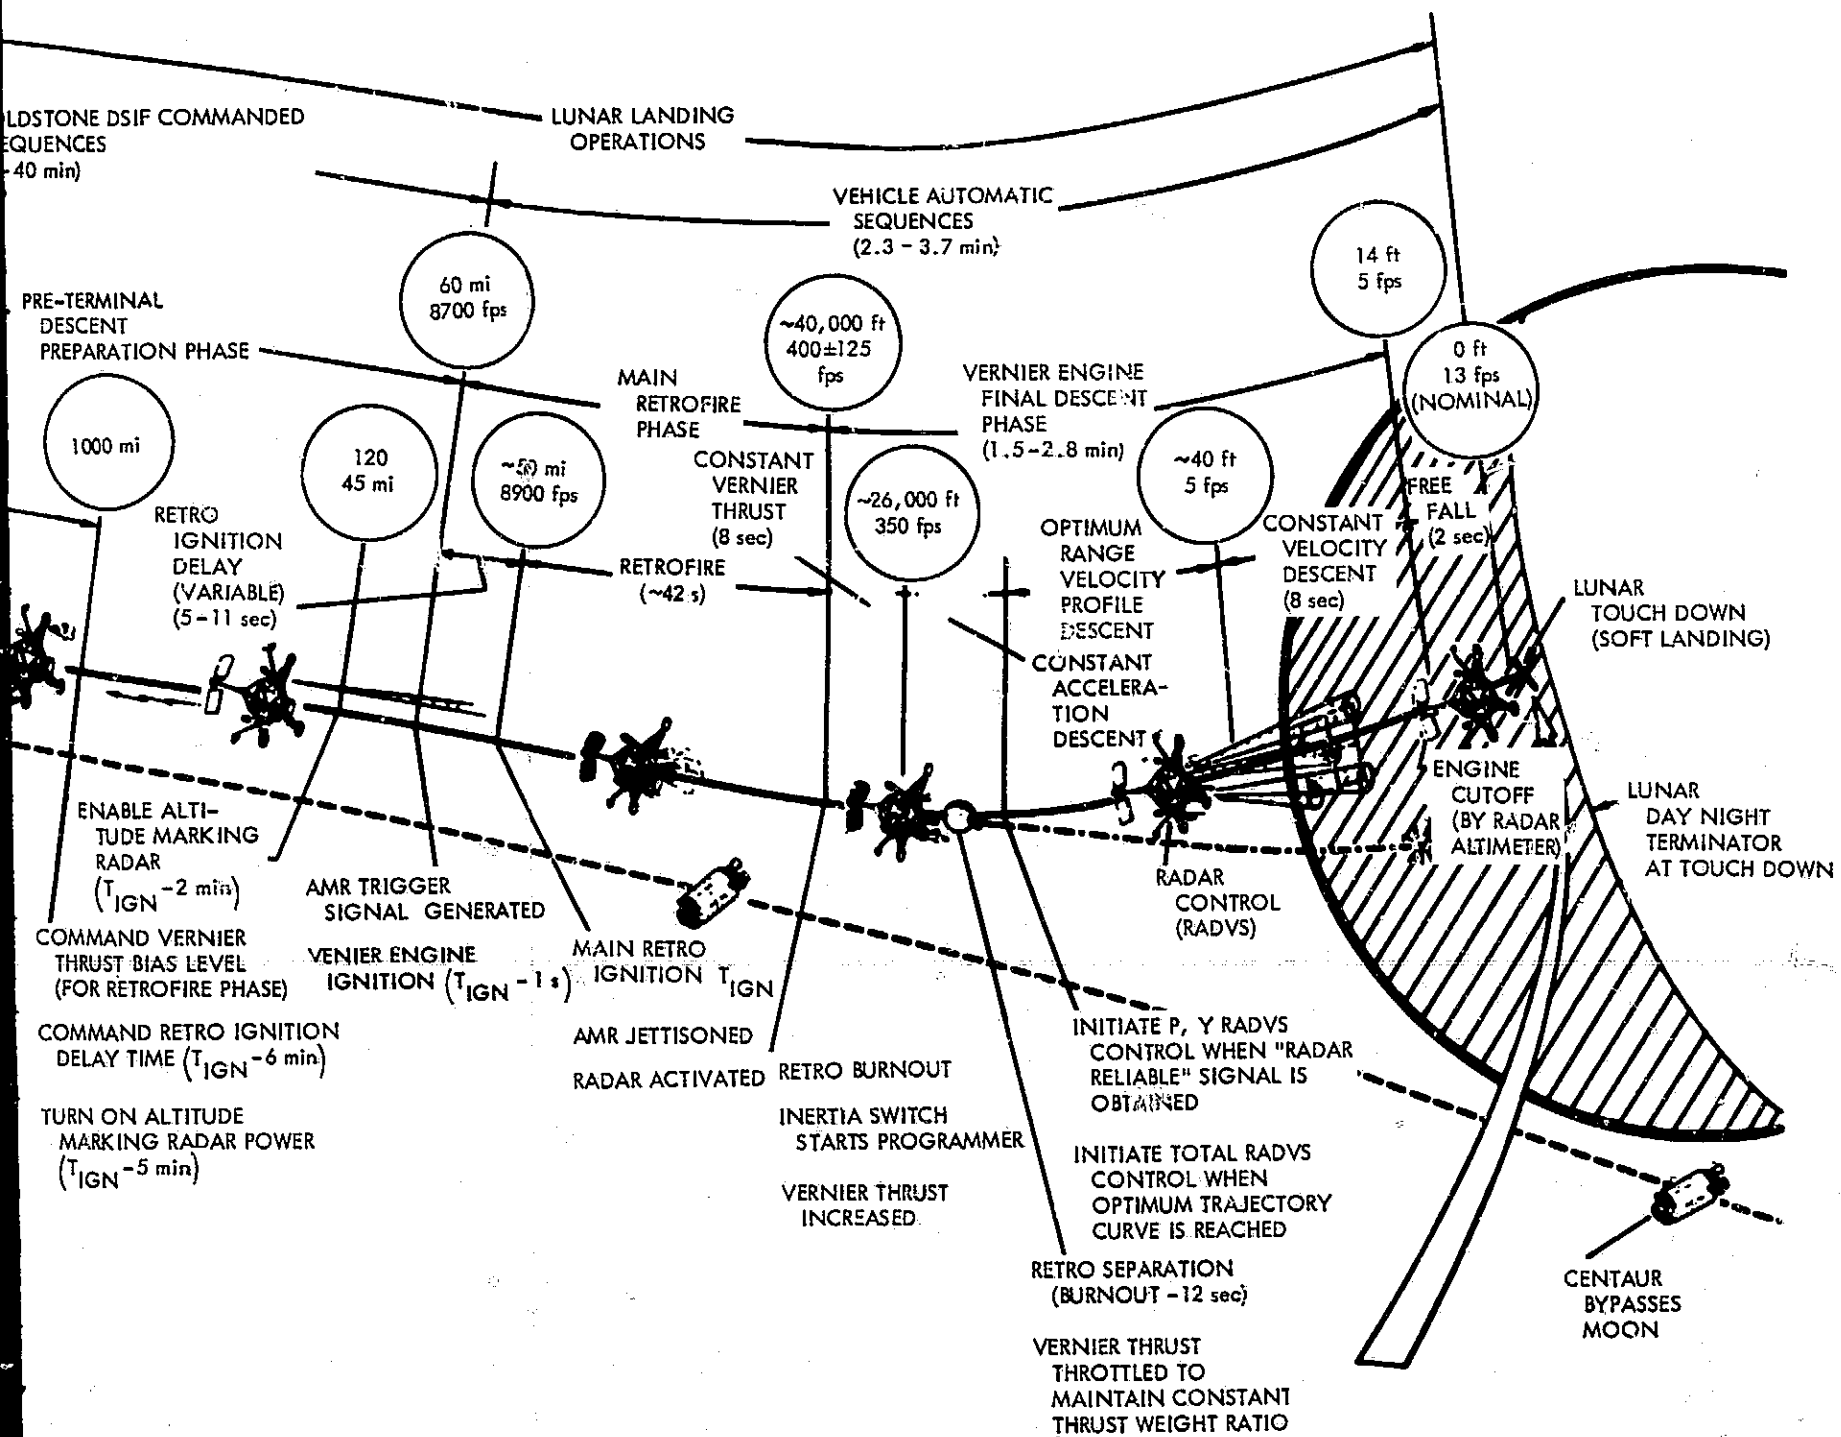 LDSTONE DSIF COMMANDED
EQUENCES
-40 min)
LUNAR LANDING
OPERATIONS
VEHICLE AUTOMATIC
SEQUENCES
(2.3 - 3.7 min)
PRE-TERMINAL
DESCENT
PREPARATION PHASE
60 mi
8700 fps
~40,000 ft
400±125
fps
14 ft
5 fps
0 ft
13 fps
(NOMINAL)
MAIN
RETROFIRE
PHASE
VERNIER ENGINE
FINAL DESCENT
PHASE
(1.5-2.8 min)
1000 mi
120
45 mi
~50 mi
8900 fps
CONSTANT
VERNIER
THRUST
(8 sec)
~26,000 ft
350 fps
~40 ft
5 fps
FREE
FALL
(2 sec)
RETRO
IGNITION
DELAY
(VARIABLE)
(5-11 sec)
RETROFIRE
(~42 s)
OPTIMUM
RANGE
VELOCITY
PROFILE
DESCENT
CONSTANT
VELOCITY
DESCENT
(8 sec)
LUNAR
TOUCH DOWN
(SOFT LANDING)
CONSTANT
ACCELERA-
TION
DESCENT
ENABLE ALTI-
TUDE MARKING
RADAR
(TIGN -2 min)
AMR TRIGGER
SIGNAL GENERATED
RADAR
CONTROL
(RADVS)
ENGINE
CUTOFF
(BY RADAR
ALTIMETER)
LUNAR
DAY NIGHT
TERMINATOR
AT TOUCH DOWN
COMMAND VERNIER
THRUST BIAS LEVEL
(FOR RETROFIRE PHASE)
VENIER ENGINE
IGNITION (TIGN - 1 s)
MAIN RETRO
IGNITION TIGN
COMMAND RETRO IGNITION
DELAY TIME (TIGN -6 min)
AMR JETTISONED
RADAR ACTIVATED
RETRO BURNOUT
INITIATE P, Y RADVS
CONTROL WHEN "RADAR
RELIABLE" SIGNAL IS
OBTAINED
TURN ON ALTITUDE
MARKING RADAR POWER
(TIGN -5 min)
INERTIA SWITCH
STARTS PROGRAMMER
INITIATE TOTAL RADVS
CONTROL WHEN
OPTIMUM TRAJECTORY
CURVE IS REACHED
VERNIER THRUST
INCREASED
RETRO SEPARATION
(BURNOUT -12 sec)
CENTAUR
BYPASSES
MOON
VERNIER THRUST
THROTTLED TO
MAINTAIN CONSTANT
THRUST WEIGHT RATIO